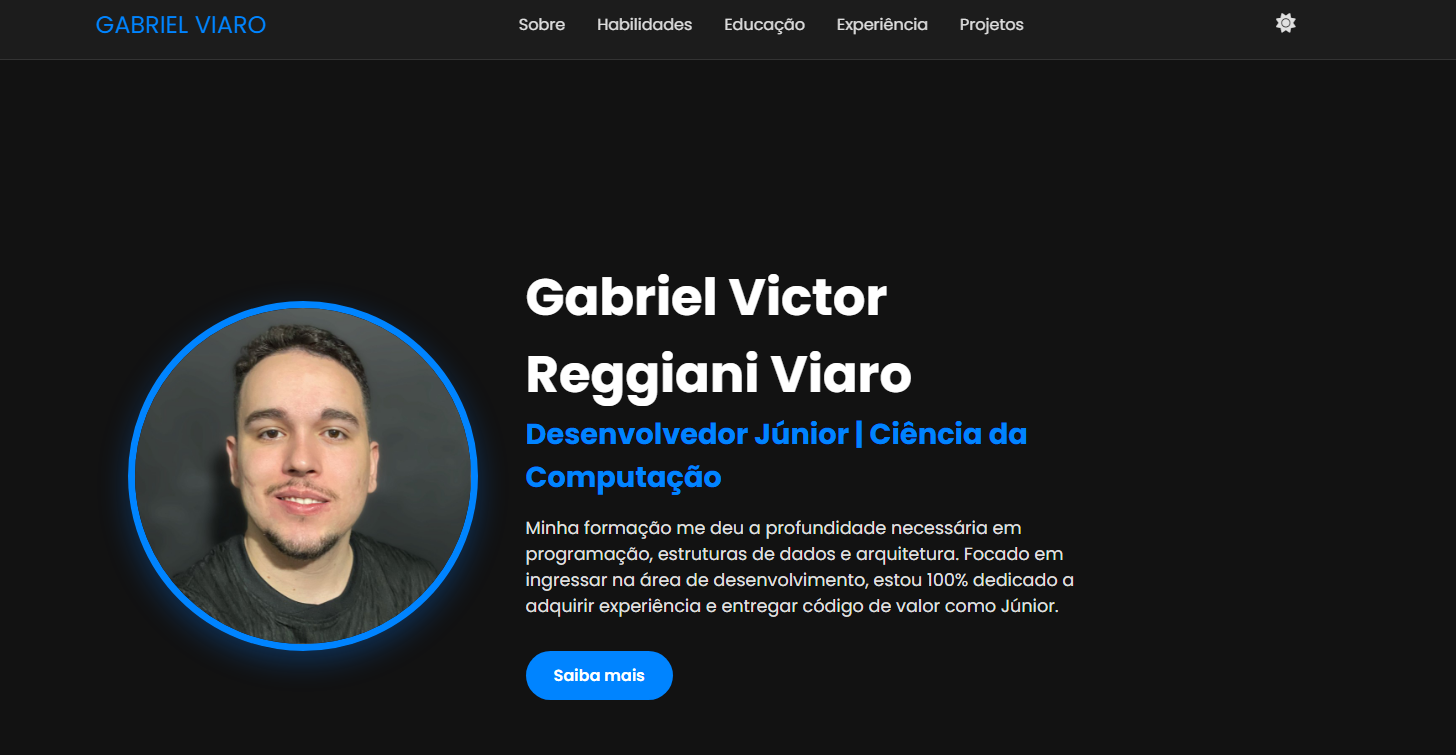 GABRIEL VIARO
Sobre Habilidades Educação Experiência Projetos
Gabriel Victor
Reggiani Viaro
Desenvolvedor Júnior | Ciência da
Computação
Minha formação me deu a profundidade necessária em
programação, estruturas de dados e arquitetura. Focado em
ingressar na área de desenvolvimento, estou 100% dedicado a
adquirir experiência e entregar código de valor como Júnior.
Saiba mais